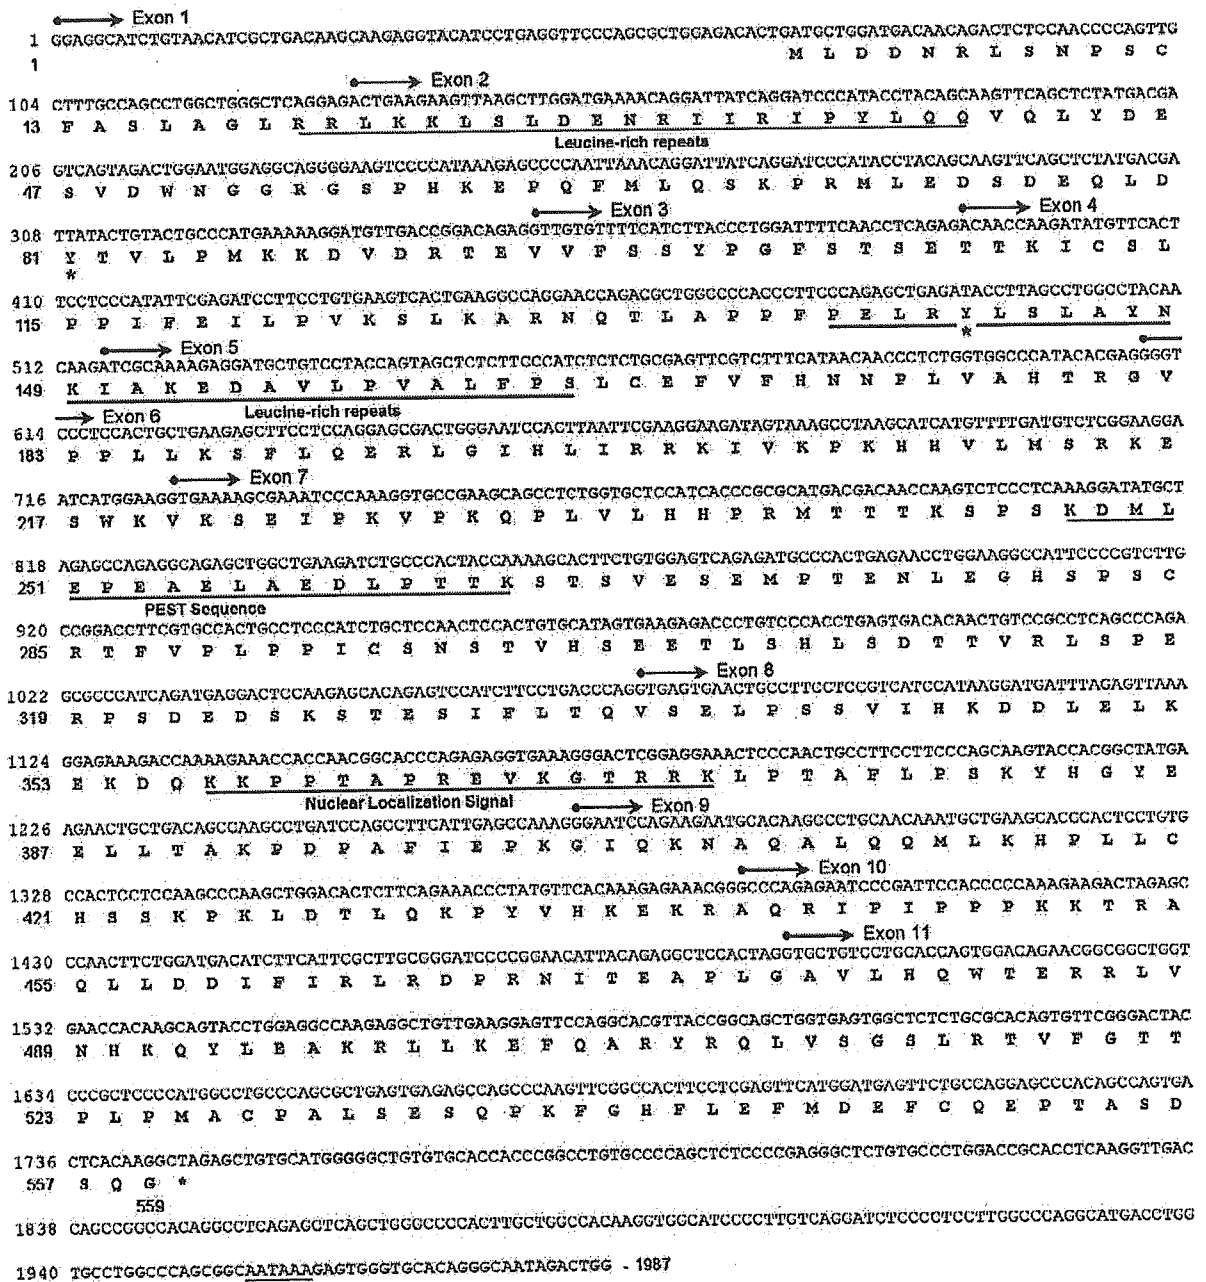 Exon 1
1 GGAGGCATCTGTAACATCGCTGACAAGCAAGAGGTACATCCTGAGGTTCCCAGCGCTGGAGACACTGATGCTGGATGACAACAGACTCTCCAACCCCAGTTG
1 M L D D N R L S N P S C
Exon 2
104 CTTTGCCAGCCTGGCTGGGCTCAGGAGACTGAAGAAGTTAAGCTTGGATGAAAACAGGATTATCAGGATCCCATACCTACAGCAAGTTCAGCTCTATGACGA
13 F A S L A G L R R L K K L S L D E N R I I R I P Y L Q Q V Q L Y D E
Leucine-rich repeats
206 GTCAGTAGACTGGAATGGAGGCAGGGGAAGTCCCCATAAAGAGCCCCAATTAAACAGGATTATCAGGATCCCATACCTACAGCAAGTTCAGCTCTATGACGA
47 S V D W N G G R G S P H K E P Q F M L Q S K P R M L E D S D E Q L D
Exon 3 Exon 4
308 TTATACTGTACTGCCCATGAAAAAGGATGTTGACCGGACAGAGGTTGTGTTTTCATCTTACCCTGGATTTTCAACCTCAGAGACAACCAAGATATGTTCACT
81 Y T V L P M K K D V D R T E V V F S S Y P G F S T S E T T K I C S L
*
410 TCCTCCCATATTCGAGATCCTTCCTGTGAAGTCACTGAAGGCCAGGAACCAGACGCTGGCCCCACCCTTCCCAGAGCTGAGATACCTTAGCCTGGCCTACAA
115 P P I F E I L P V K S L K A R N Q T L A P P F P E L R Y L S L A Y N
*
Exon 5
512 CAAGATCGCAAAAGAGGATGCTGTCCTACCAGTAGCTCTCTTCCCATCTCTCTGCGAGTTCGTCTTTCATAACAACCCTCTGGTGGCCCATACACGAGGGGT
149 K I A K E D A V L P V A L F P S L C E F V F H N N P L V A H T R G V
Exon 6 Leucine-rich repeats
614 CCCTCCACTGCTGAAGAGCTTCCTCCAGGAGCGACTGGGAATCCACTTAATTCGAAGGAAGATAGTAAAGCCTAAGCATCATGTTTTGATGTCTCGGAAGGA
183 P P L L K S F L Q E R L G I H L I R R K I V K P K H H V L M S R K E
Exon 7
716 ATCATGGAAGGTGAAAAGCGAAATCCCAAAGGTGCCGAAGCAGCCTCTGGTGCTCCATCACCCGCGCATGACGACAACCAAGTCTCCCTCAAAGGATATGCT
217 S W K V K S E I P K V P K Q P L V L H H P R M T T T K S P S K D M L
818 AGAGCCAGAGGCAGAGCTGGCTGAAGATCTGCCCACTACCAAAAGCACTTCTGTGGAGTCAGAGATGCCCACTGAGAACCTGGAAGGCCATTCCCCGTCTTG
251 E P E A E L A E D L P T T K S T S V E S E M P T E N L E G H S P S C
PEST Sequence
920 CCGGACCTTCGTGCCACTGCCTCCCATCTGCTCCAACTCCACTGTGCATAGTGAAGAGACCCTGTCCCACCTGAGTGACACAACTGTCCGCCTCAGCCCAGA
285 R T F V P L P P I C S N S T V H S E E T L S H L S D T T V R L S P E
Exon 8
1022 GCGCCCATCAGATGAGGACTCCAAGAGCACAGAGTCCATCTTCCTGACCCAGGTGAGTGAACTGCCTTCCTCCGTCATCCATAAGGATGATTTAGAGTTAAA
319 R P S D E D S K S T E S I F L T Q V S E L P S S V I H K D D L E L K
1124 GGAGAAAGACCAAAAGAAACCACCAACGGCACCCAGAGAGGTGAAAGGGACTCGGAGGAAACTCCCAACTGCCTTCCTTCCCAGCAAGTACCACGGCTATGA
353 E K D Q K K P P T A P R E V K G T R R K L P T A F L P S K Y H G Y E
Nuclear Localization Signal Exon 9
1226 AGAACTGCTGACAGCCAAGCCTGATCCAGCCTTCATTGAGCCAAAGGGAATCCAGAAGAATGCACAAGCCCTGCAACAAATGCTGAAGCACCCACTCCTGTG
387 E L L T A K P D P A F I E P K G I Q K N A Q A L Q Q M L K H P L L C
Exon 10
1328 CCACTCCTCCAAGCCCAAGCTGGACACTCTTCAGAAACCCTATGTTCACAAAGAGAAACGGGCCCAGAGAATCCCGATTCCACCCCCAAAGAAGACTAGAGC
421 H S S K P K L D T L Q K P Y V H K E K R A Q R I P I P P P K K T R A
Exon 11
1430 CCAACTTCTGGATGACATCTTCATTCGCTTGCGGGATCCCCGGAACATTACAGAGGCTCCACTAGGTGCTGTCCTGCACCAGTGGACAGAACGGCGGCTGGT
455 Q L L D D I F I R L R D P R N I T E A P L G A V L H Q W T E R R L V
1532 GAACCACAAGCAGTACCTGGAGGCCAAGAGGCTGTTGAAGGAGTTCCAGGCACGTTACCGGCAGCTGGTGAGTGGCTCTCTGCGCACAGTGTTCGGGACTAC
489 N H K Q Y L E A K R L L K E F Q A R Y R Q L V S G S L R T V F G T T
1634 CCCGCTCCCCATGGCCTGCCCAGCGCTGAGTGAGAGCCAGCCCAAGTTCGGCCACTTCCTCGAGTTCATGGATGAGTTCTGCCAGGAGCCCACAGCCAGTGA
523 P L P M A C P A L S E S Q P K F G H F L E F M D E F C Q E P T A S D
1736 CTCACAAGGCTAGAGCTGTGCATGGGGGCTGTGTGCACCACCCGGCCTGTGCCCCAGCTCTCCCCGAGGGCTCTGTGCCCTGGACCGCACCTCAAGGTTGAC
557 S Q G *
559
1838 CAGCCGGCCACAGGCCTCAGAGCTCAGCTGGGCCCCACTTGCTGGCCACAAGGTGGCATCCCCTTGTCAGGATCTCCCCTCCTTGGCCCAGGCATGACCTGG
1940 TGCCTGGCCCAGCGGCAATAAAGAGTGGGTGCACAGGGCAATAGACTGG - 1987